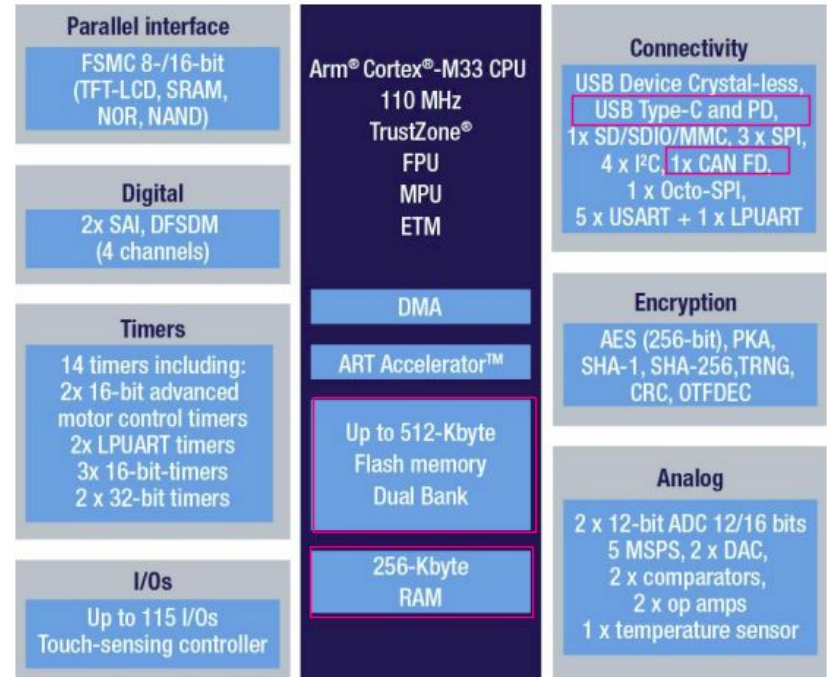 Parallel interface
FSMC 8-/16-bit
(TFT-LCD, SRAM,
NOR, NAND)
Digital
2x SAI, DFSDM
(4 channels)
Timers
14 timers including:
2x 16-bit advanced
motor control timers
2x LPUART timers
3x 16-bit-timers
2 x 32-bit timers
I/Os
Up to 115 I/Os
Touch-sensing controller
Arm® Cortex®-M33 CPU
110 MHz
TrustZone®
FPU
MPU
ETM
DMA
ART Accelerator™
Up to 512-Kbyte
Flash memory
Dual Bank
256-Kbyte
RAM
Connectivity
USB Device Crystal-less,
USB Type-C and PD,
1x SD/SDIO/MMC, 3 x SPI,
4 x I²C, 1x CAN FD,
1 x Octo-SPI,
5 x USART + 1 x LPUART
Encryption
AES (256-bit), PKA,
SHA-1, SHA-256,TRNG,
CRC, OTFDEC
Analog
2 x 12-bit ADC 12/16 bits
5 MSPS, 2 x DAC,
2 x comparators,
2 x op amps
1 x temperature sensor